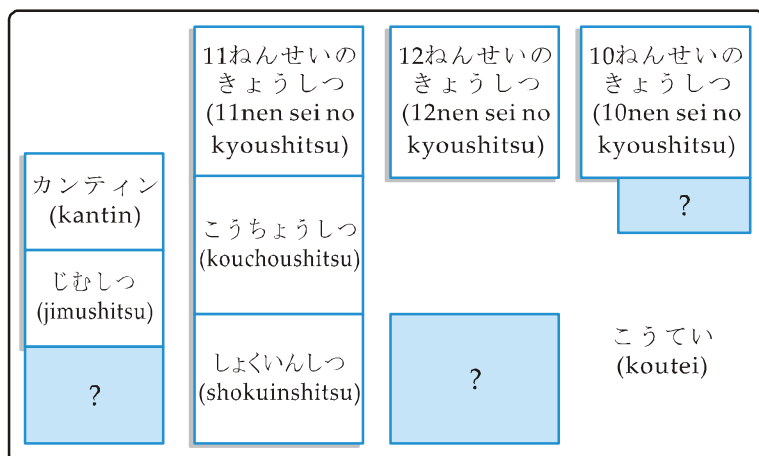 11ねんせいの
きょうしつ
(11nen sei no
kyoushitsu)
12ねんせいの
きょうしつ
(12nen sei no
kyoushitsu)
10ねんせいの
きょうしつ
(10nen sei no
kyoushitsu)
?
カンティン
(kantin)
こうちょうしつ
(kouchoushitsu)
じむしつ
(jimushitsu)
?
しょくいんしつ
(shokuinshitsu)
?
こうてい
(koutei)